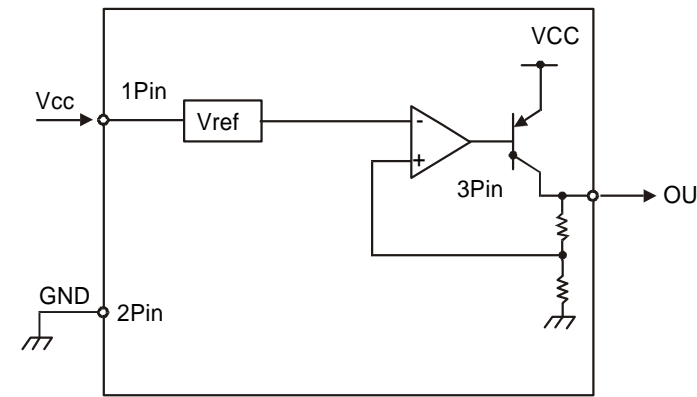 VCC
Vcc
1Pin
Vref
-
+
3Pin
OU
GND
2Pin